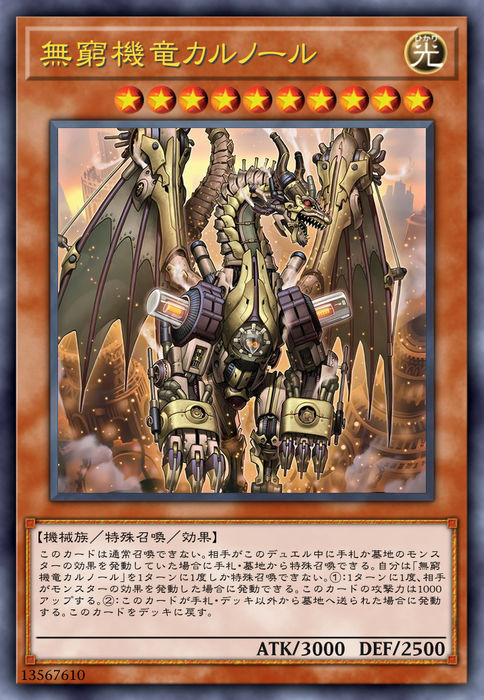 無窮機竜カルノール
ひかり
光
【機械族／特殊召喚／効果】
このカードは通常召喚できない。相手がこのデュエル中に手札か墓地のモンス
ターの効果を発動していた場合に手札・墓地から特殊召喚できる。自分は「無窮
機竜カルノール」を1ターンに1度しか特殊召喚できない。①:1ターンに1度、相手
がモンスターの効果を発動した場合に発動できる。このカードの攻撃力は1000
アップする。②:このカードが手札・デッキ以外から墓地へ送られた場合に発動
する。このカードをデッキに戻す。
ATK/3000 DEF/2500
13567610